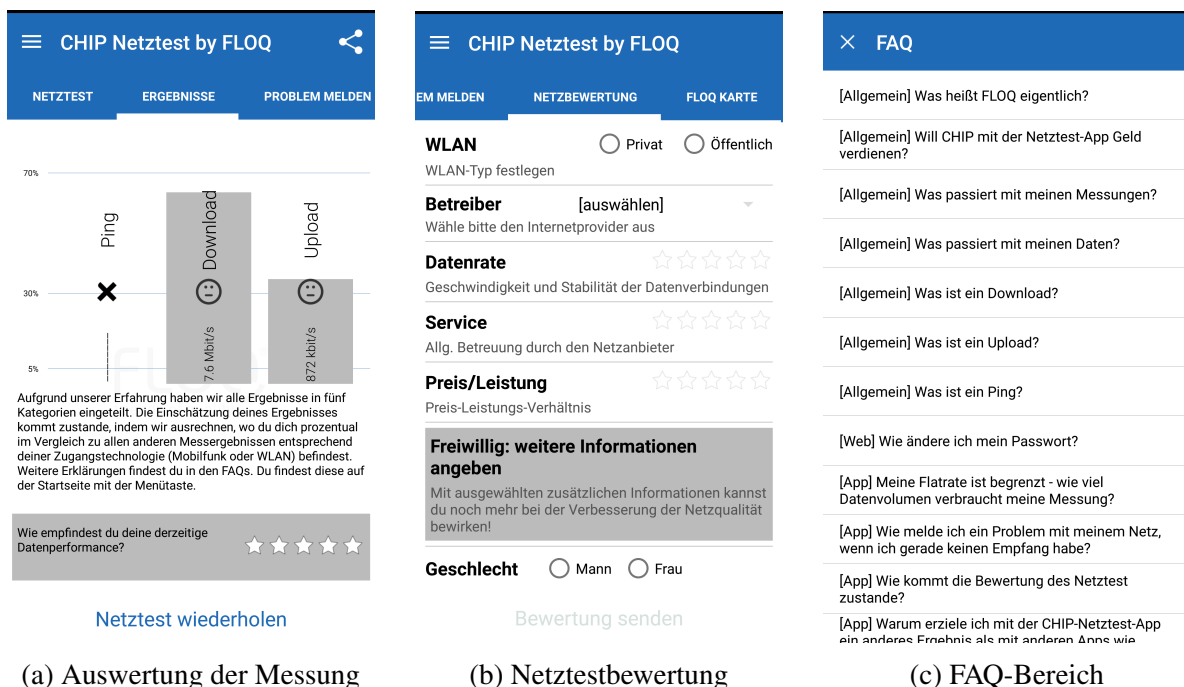 CHIP Netztest by FLOQ
NETZTEST ERGEBNISSE PROBLEM MELDEN
70%
30%
5%
Ping
Download
Upload
7.6 Mbit/s
872 kbit/s
Aufgrund unserer Erfahrung haben wir alle Ergebnisse in fünf
Kategorien eingeteilt. Die Einschätzung deines Ergebnisses
kommt zustande, indem wir ausrechnen, wo du dich prozentual
im Vergleich zu allen anderen Messergebnissen entsprechend
deiner Zugangstechnologie (Mobilfunk oder WLAN) befindest.
Weitere Erklärungen findest du in den FAQs. Du findest diese auf
der Startseite mit der Menütaste.
Wie empfindest du deine derzeitige
Datenperformance?
Netztest wiederholen
(a) Auswertung der Messung
CHIP Netztest by FLOQ
EM MELDEN NETZBEWERTUNG FLOQ KARTE
WLAN Privat Öffentlich
WLAN-Typ festlegen
Betreiber [auswählen]
Wähle bitte den Internetprovider aus
Datenrate
Geschwindigkeit und Stabilität der Datenverbindungen
Service
Allg. Betreuung durch den Netzanbieter
Preis/Leistung
Preis-Leistungs-Verhältnis
Freiwillig: weitere Informationen
angeben
Mit ausgewählten zusätzlichen Informationen kannst
du noch mehr bei der Verbesserung der Netzqualität
bewirken!
Geschlecht Mann Frau
Bewertung senden
(b) Netztestbewertung
FAQ
[Allgemein] Was heißt FLOQ eigentlich?
[Allgemein] Will CHIP mit der Netztest-App Geld
verdienen?
[Allgemein] Was passiert mit meinen Messungen?
[Allgemein] Was passiert mit meinen Daten?
[Allgemein] Was ist ein Download?
[Allgemein] Was ist ein Upload?
[Allgemein] Was ist ein Ping?
[Web] Wie ändere ich mein Passwort?
[App] Meine Flatrate ist begrenzt - wie viel
Datenvolumen verbraucht meine Messung?
[App] Wie melde ich ein Problem mit meinem Netz,
wenn ich gerade keinen Empfang habe?
[App] Wie kommt die Bewertung des Netztest
zustande?
[App] Warum erziele ich mit der CHIP-Netztest-App
ein anderes Ergebnis als mit anderen Apps wie
(c) FAQ-Bereich